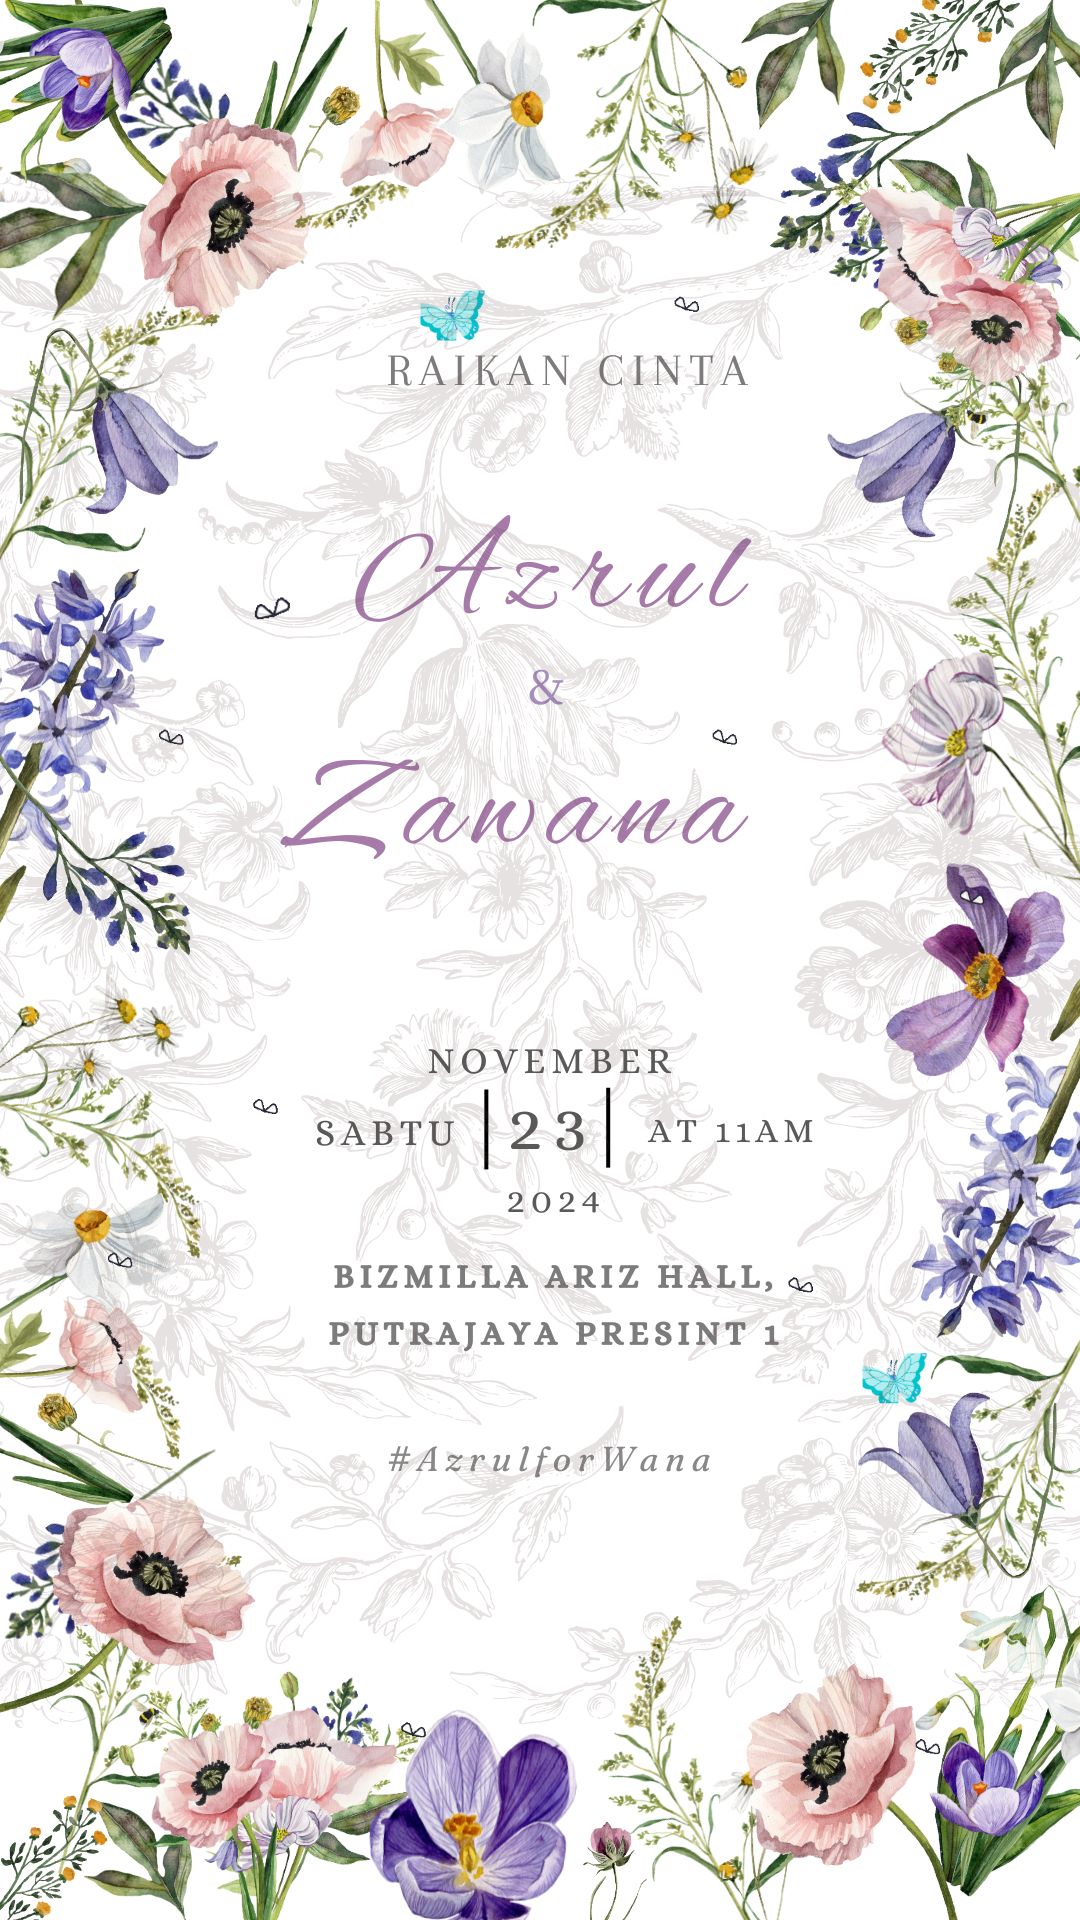 RAIKAN CINTA
Azrul
&
Zawana
NOVEMBER
SABTU | 23 | AT 11AM
2024
BIZMILLA ARIZ HALL,
PUTRAJAYA PRESINT 1
#AzrulforWana